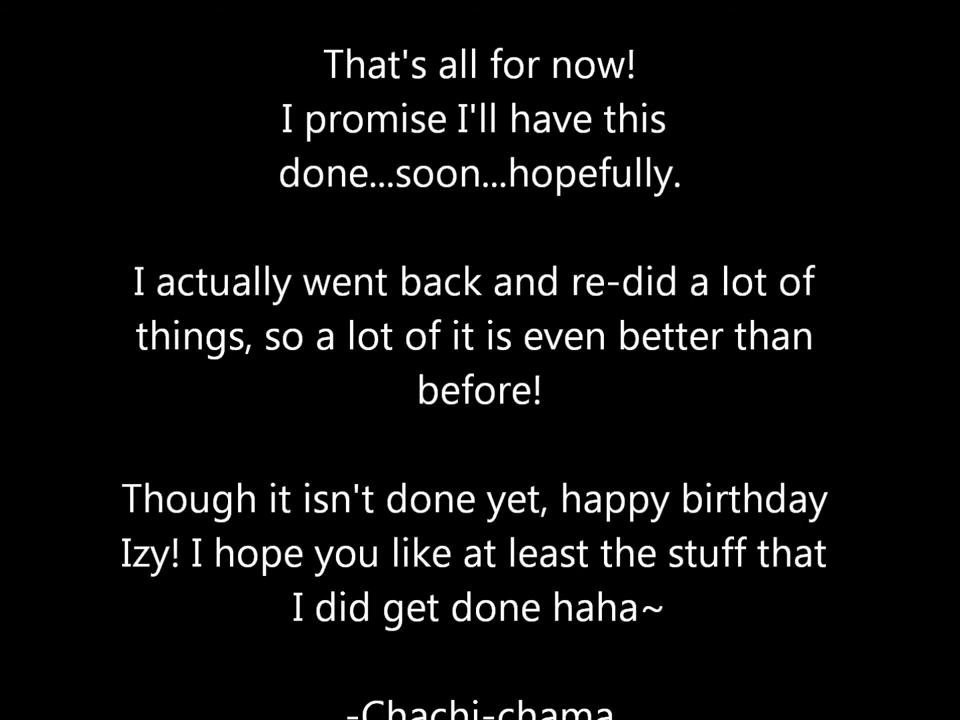 That's all for now!
I promise I'll have this
done...soon...hopefully.
I actually went back and re-did a lot of
things, so a lot of it is even better than
before!
Though it isn't done yet, happy birthday
Izy! I hope you like at least the stuff that
I did get done haha~
-Chachi-chama